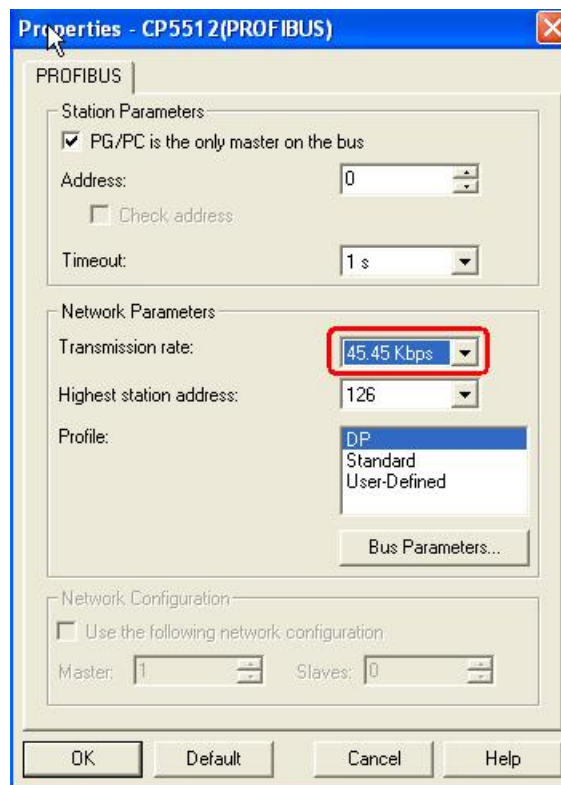 Properties - CP5512(PROFIBUS)
PROFIBUS
Station Parameters
PG/PC is the only master on the bus
Address: 0
Check address
Timeout: 1 s
Network Parameters
Transmission rate: 45.45 Kbps
Highest station address: 126
Profile: DP
Standard
User-Defined
Bus Parameters...
Network Configuration
Use the following network configuration
Master: 1 Slaves: 0
OK Default Cancel Help